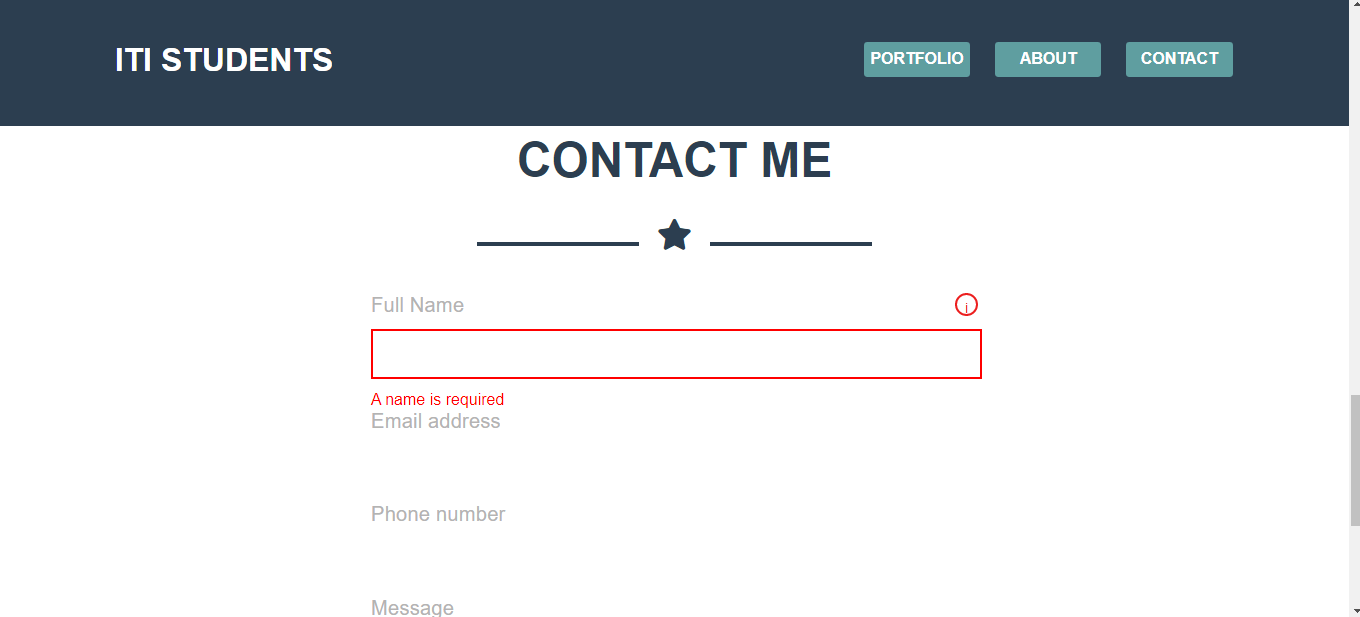 ITI STUDENTS
PORTFOLIO
ABOUT
CONTACT
CONTACT ME
Full Name
i
A name is required
Email address
Phone number
Message